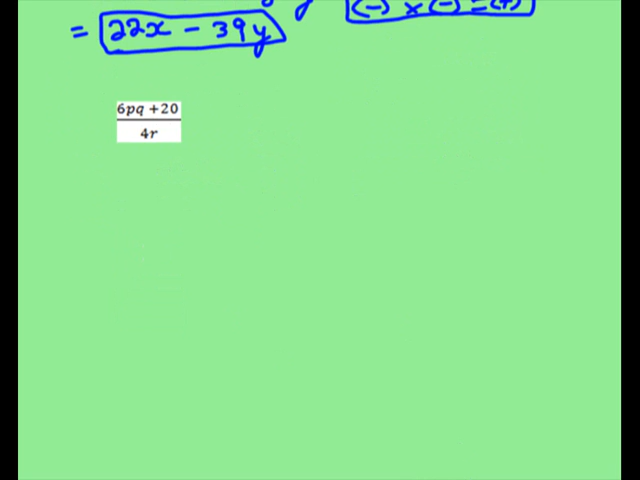 (-) × (-) = (+)
= 22x - 39y
6pq + 20
4r